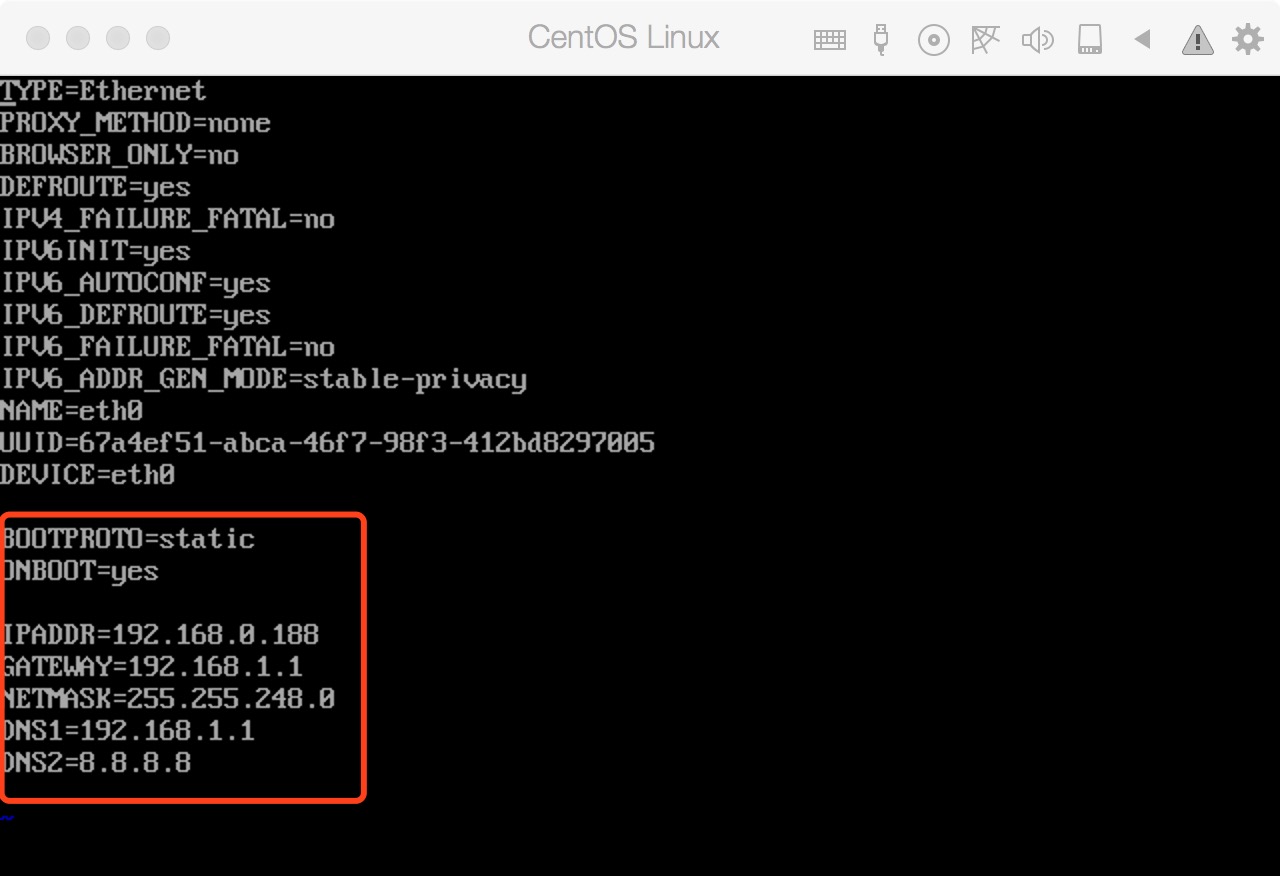 CentOS Linux
TYPE=Ethernet
PROXY_METHOD=none
BROWSER_ONLY=no
DEFROUTE=yes
IPV4_FAILURE_FATAL=no
IPV6INIT=yes
IPV6_AUTOCONF=yes
IPV6_DEFROUTE=yes
IPV6_FAILURE_FATAL=no
IPV6_ADDR_GEN_MODE=stable-privacy
NAME=eth0
UUID=67a4ef51-abca-46f7-98f3-412bd8297005
DEVICE=eth0
BOOTPROTO=static
ONBOOT=yes
IPADDR=192.168.0.188
GATEWAY=192.168.1.1
NETMASK=255.255.248.0
DNS1=192.168.1.1
DNS2=8.8.8.8
~